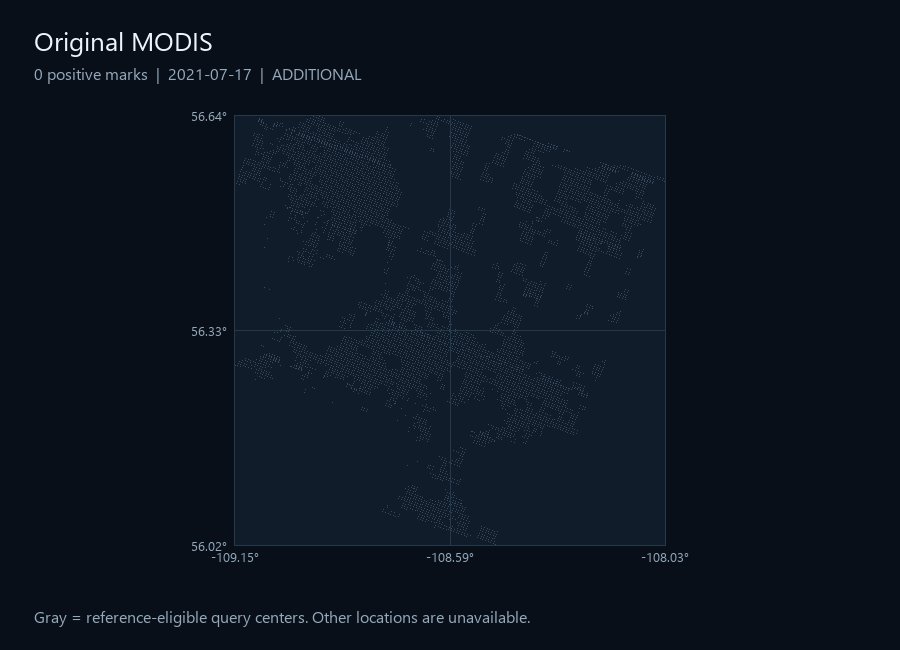 Original MODIS
0 positive marks | 2021-07-17 | ADDITIONAL
56.64°
56.33°
56.02°
-109.15° -108.59° -108.03°
Gray = reference-eligible query centers. Other locations are unavailable.